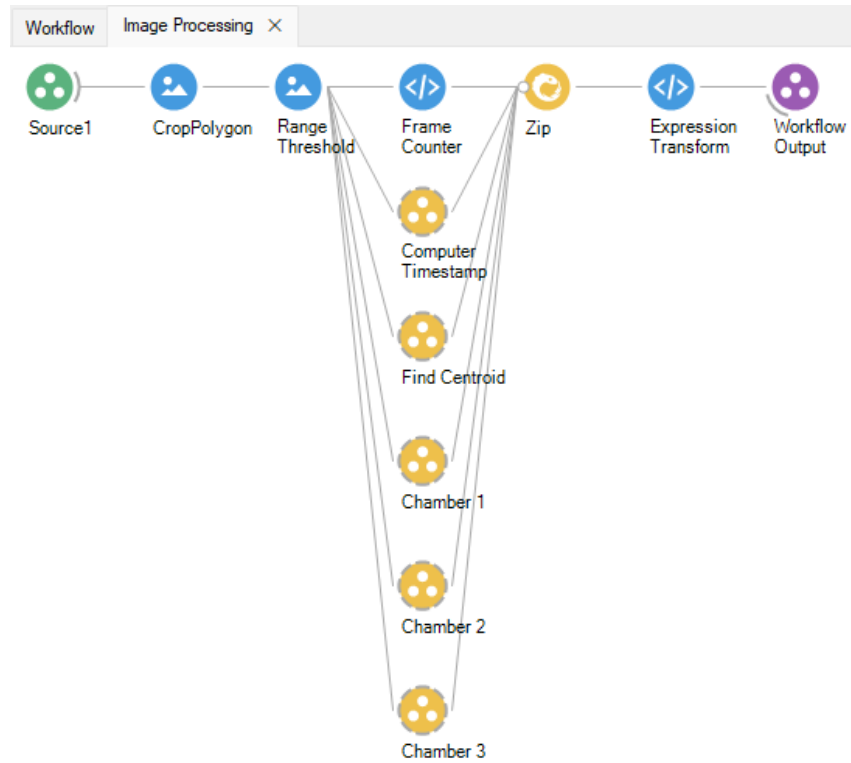 Workflow
Image Processing
Source1
CropPolygon
Range
Threshold
Frame
Counter
Zip
Expression
Transform
Workflow
Output
Computer
Timestamp
Find Centroid
Chamber 1
Chamber 2
Chamber 3